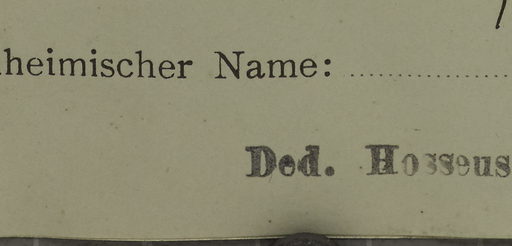 heimischer Name:
Ded. Hosseus